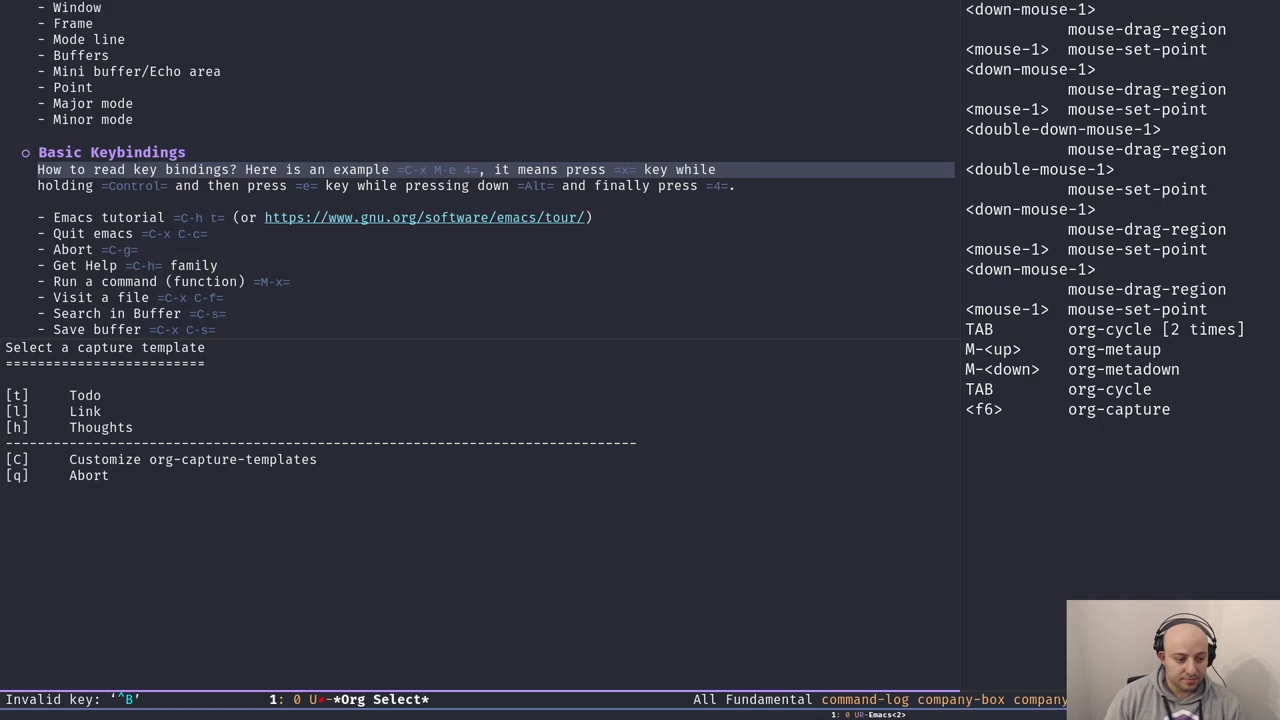 - Window
- Frame
- Mode line
- Buffers
- Mini buffer/Echo area
- Point
- Major mode
- Minor mode
○ Basic Keybindings
How to read key bindings? Here is an example =C-x M-e 4=, it means press =x= key while
holding =Control= and then press =e= key while pressing down =Alt= and finally press =4=.
- Emacs tutorial =C-h t= (or https://www.gnu.org/software/emacs/tour/)
- Quit emacs =C-x C-c=
- Abort =C-g=
- Get Help =C-h= family
- Run a command (function) =M-x=
- Visit a file =C-x C-f=
- Search in Buffer =C-s=
- Save buffer =C-x C-s=
Select a capture template
=========================
[t] Todo
[l] Link
[h] Thoughts
-------------------------------------------------------------------------------
[C] Customize org-capture-templates
[q] Abort
Invalid key: ‘^B’ 1: 0 U*-*Org Select* All Fundamental command-log company-box company
<down-mouse-1>
mouse-drag-region
<mouse-1> mouse-set-point
<down-mouse-1>
mouse-drag-region
<mouse-1> mouse-set-point
<double-down-mouse-1>
mouse-drag-region
<double-mouse-1>
mouse-set-point
<down-mouse-1>
mouse-drag-region
<mouse-1> mouse-set-point
<down-mouse-1>
mouse-drag-region
<mouse-1> mouse-set-point
TAB org-cycle [2 times]
M-<up> org-metaup
M-<down> org-metadown
TAB org-cycle
<f6> org-capture
1: 0 UR-Emacs<2>